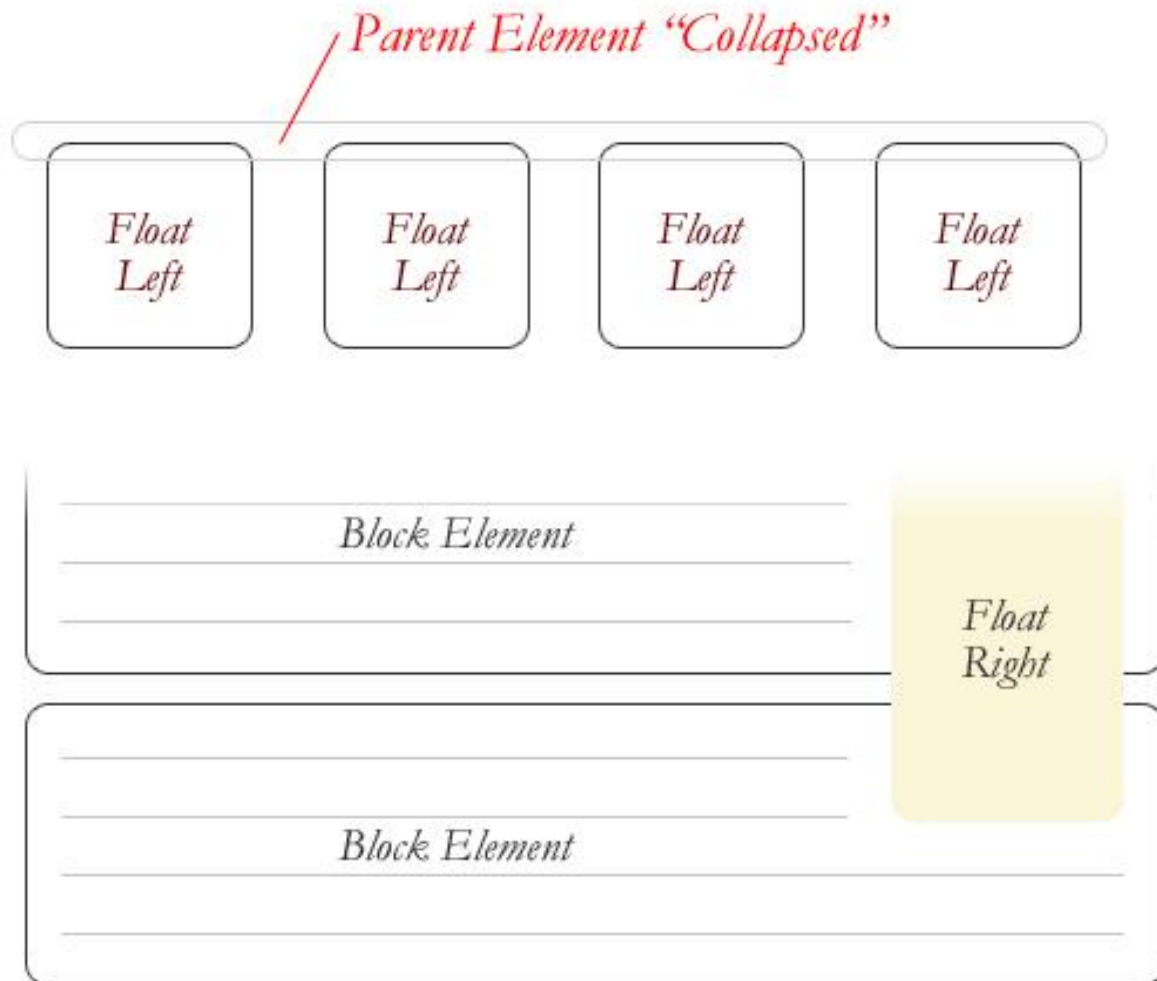 Parent Element “Collapsed”
Float Float Float Float
Left Left Left Left
Block Element
Float
Right
Block Element